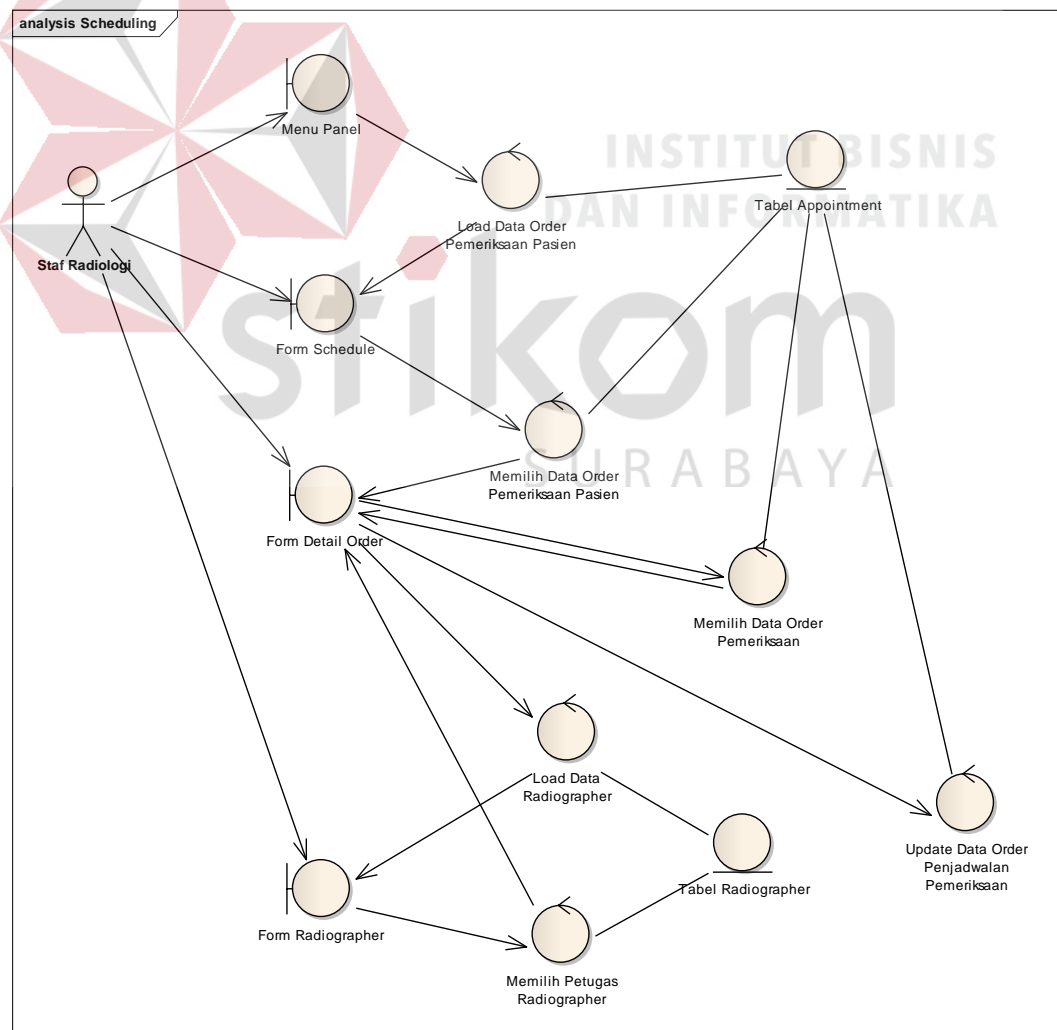 analysis Scheduling
Menu Panel
INSTITUT BISNIS
DAN INFORMATIKA
Tabel Appointment
Load Data Order
Pemeriksaan Pasien
Staf Radiologi
stikom
SURABAYA
Form Schedule
Memilih Data Order
Pemeriksaan Pasien
Form Detail Order
Memilih Data Order
Pemeriksaan
Load Data
Radiographer
Update Data Order
Penjadwalan
Pemeriksaan
Tabel Radiographer
Form Radiographer
Memilih Petugas
Radiographer